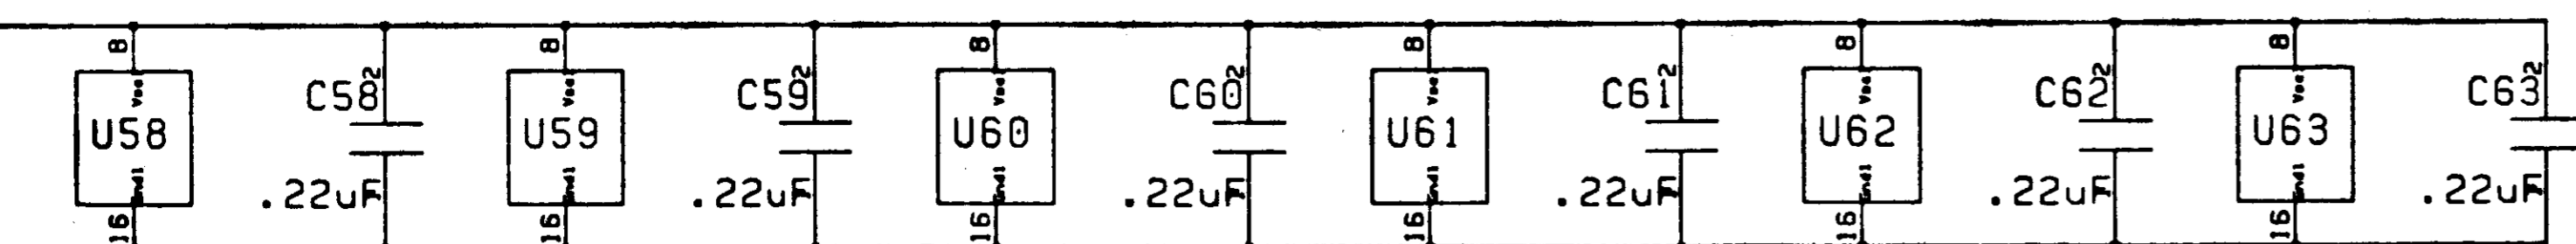 8 8 8 8 8 8
2 2 2 2 2 2
C58 C59 C60 C61 C62 C63
U58 U59 U60 U61 U62 U63
.22uF .22uF .22uF .22uF .22uF .22uF
16 16 16 16 16 16